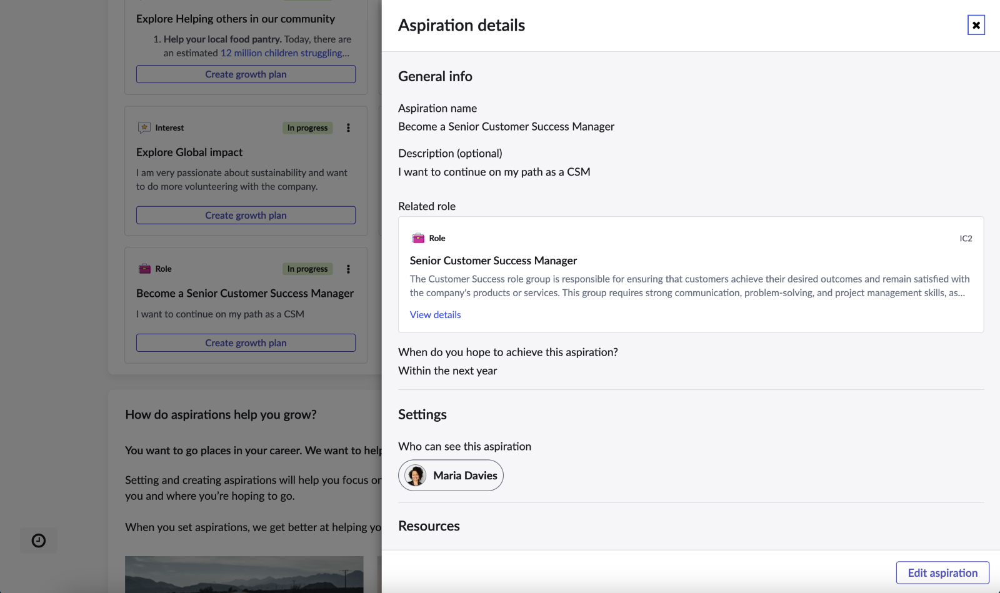 Explore Helping others in our community
1. Help your local food pantry. Today, there are
an estimated 12 million children struggling...
Create growth plan
Interest
In progress
Explore Global impact
I am very passionate about sustainability and want
to do more volunteering with the company.
Create growth plan
Role
In progress
Become a Senior Customer Success Manager
I want to continue on my path as a CSM
Create growth plan
How do aspirations help you grow?
You want to go places in your career. We want to help
Setting and creating aspirations will help you focus on
you and where you’re hoping to go.
When you set aspirations, we get better at helping yo
Aspiration details
General info
Aspiration name
Become a Senior Customer Success Manager
Description (optional)
I want to continue on my path as a CSM
Related role
Role
IC2
Senior Customer Success Manager
The Customer Success role group is responsible for ensuring that customers achieve their desired outcomes and remain satisfied with
the company's products or services. This group requires strong communication, problem-solving, and project management skills, as...
View details
When do you hope to achieve this aspiration?
Within the next year
Settings
Who can see this aspiration
Maria Davies
Resources
Edit aspiration